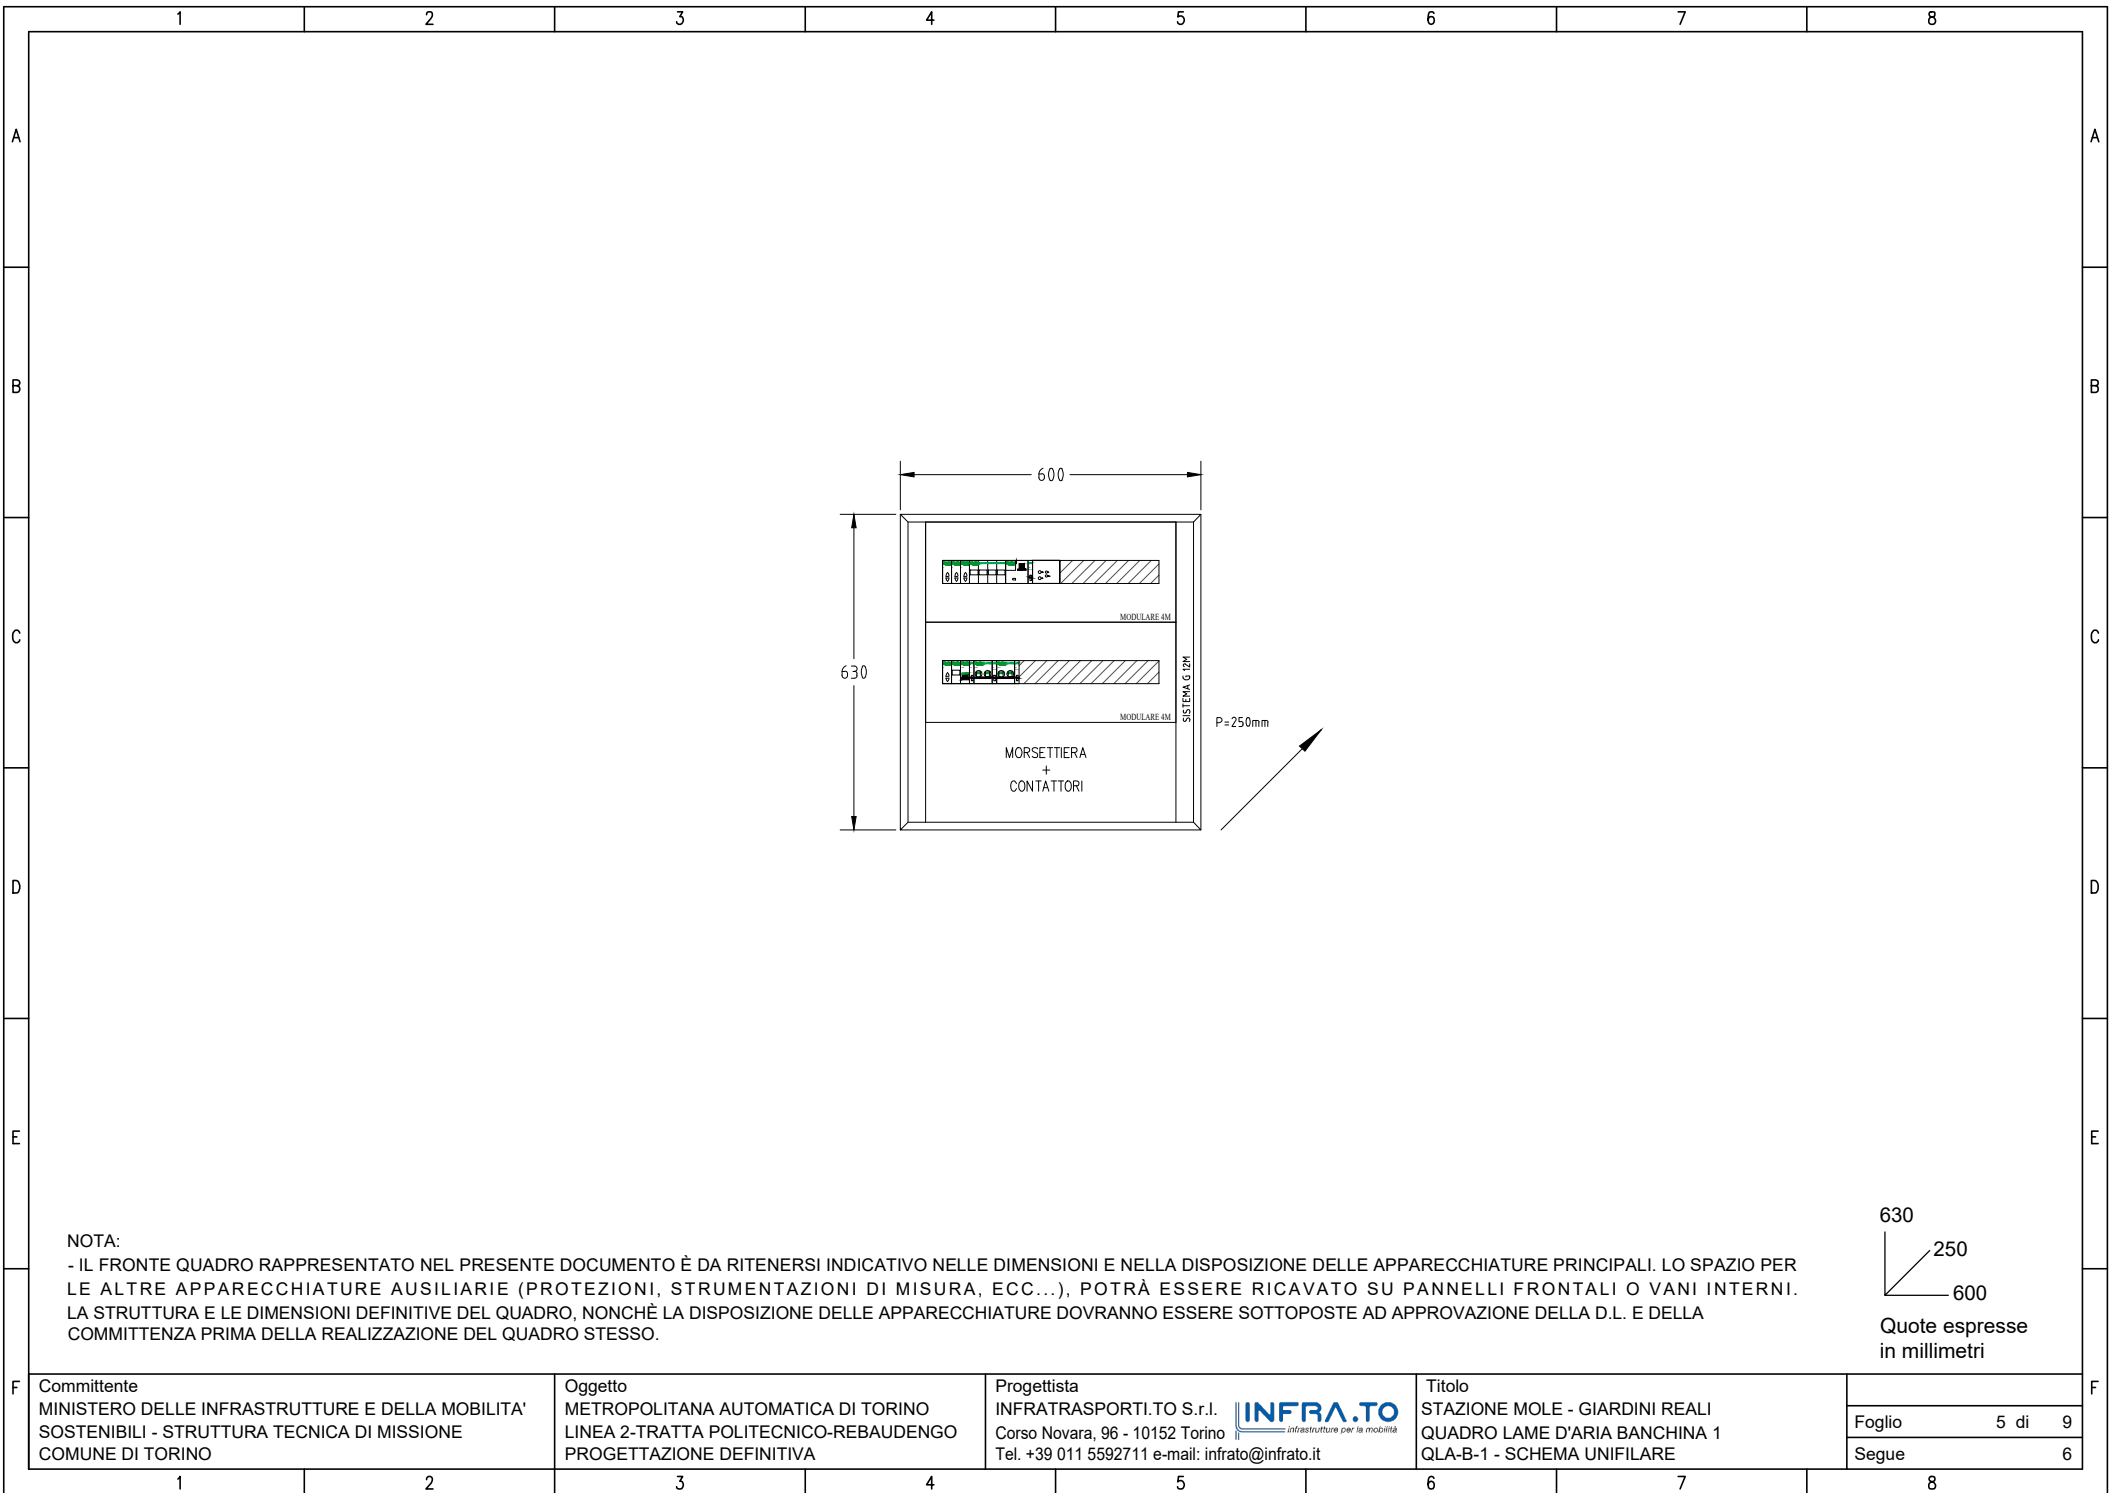 1 2 3 4 5 6 7 8
A A
B B
600
MODULARE 4M
C C
630
SISTEMA G 12M
MODULARE 4M
P=250mm
MORSETTIERA
+
CONTATTORI
D D
E E
630
250
600
Quote espresse
in millimetri
NOTA:
- IL FRONTE QUADRO RAPPRESENTATO NEL PRESENTE DOCUMENTO È DA RITENERSI INDICATIVO NELLE DIMENSIONI E NELLA DISPOSIZIONE DELLE APPARECCHIATURE PRINCIPALI. LO SPAZIO PER
LE ALTRE APPARECCHIATURE AUSILIARIE (PROTEZIONI, STRUMENTAZIONI DI MISURA, ECC...), POTRÀ ESSERE RICAVATO SU PANNELLI FRONTALI O VANI INTERNI.
LA STRUTTURA E LE DIMENSIONI DEFINITIVE DEL QUADRO, NONCHÈ LA DISPOSIZIONE DELLE APPARECCHIATURE DOVRANNO ESSERE SOTTOPOSTE AD APPROVAZIONE DELLA D.L. E DELLA
COMMITTENZA PRIMA DELLA REALIZZAZIONE DEL QUADRO STESSO.
F F
Committente
MINISTERO DELLE INFRASTRUTTURE E DELLA MOBILITA'
SOSTENIBILI - STRUTTURA TECNICA DI MISSIONE
COMUNE DI TORINO
Oggetto
METROPOLITANA AUTOMATICA DI TORINO
LINEA 2-TRATTA POLITECNICO-REBAUDENGO
PROGETTAZIONE DEFINITIVA
Progettista
INFRATRASPORTI.TO S.r.l.
Corso Novara, 96 - 10152 Torino
Tel. +39 011 5592711 e-mail: infrato@infrato.it
INFRA.TO
infrastrutture per la mobilità
Titolo
STAZIONE MOLE - GIARDINI REALI
QUADRO LAME D'ARIA BANCHINA 1
QLA-B-1 - SCHEMA UNIFILARE
Foglio 5 di 9
Segue 6
1 2 3 4 5 6 7 8